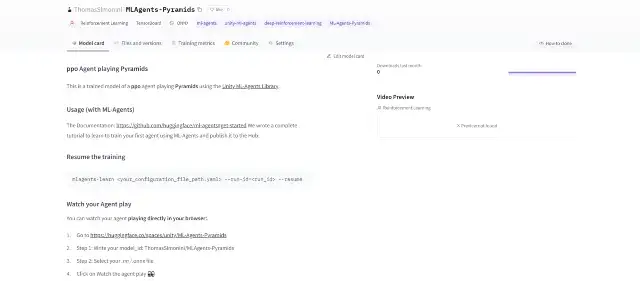 ThomasSimonini/MLAgents-Pyramids
Reinforcement Learning TensorBoard ONNX mlagents unity-ml-agents deep-reinforcement-learning ML-Agents-Pyramids
Model card Files and versions Training metrics Community Settings How to clone
Edit model card
Downloads last month
0
ppo Agent playing Pyramids
This is a trained model of a ppo agent playing Pyramids using the Unity ML-Agents Library.
Video Preview
Reinforcement Learning
Usage (with ML-Agents)
The Documentation: https://github.com/huggingface/ml-agents#get-started We wrote a complete
tutorial to learn to train your first agent using ML-Agents and publish it to the Hub:
Preview not found
Resume the training
mlagents-learn <your_configuration_file_path.yaml> --run-id=<run_id> --resume
Watch your Agent play
You can watch your agent playing directly in your browser:.
1. Go to https://huggingface.co/spaces/unity/ML-Agents-Pyramids
2. Step 1: Write your model_id: ThomasSimonini/MLAgents-Pyramids
3. Step 2: Select your .nn /.onnx file
4. Click on Watch the agent play 👀